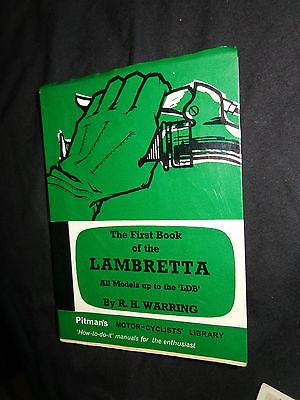 The First Book
of the
LAMBRETTA
All Models up to the 'LDB'
By R. H. WARRING
Pitman's MOTOR-CYCLISTS' LIBRARY
'How-to-do-it' manuals for the enthusiast